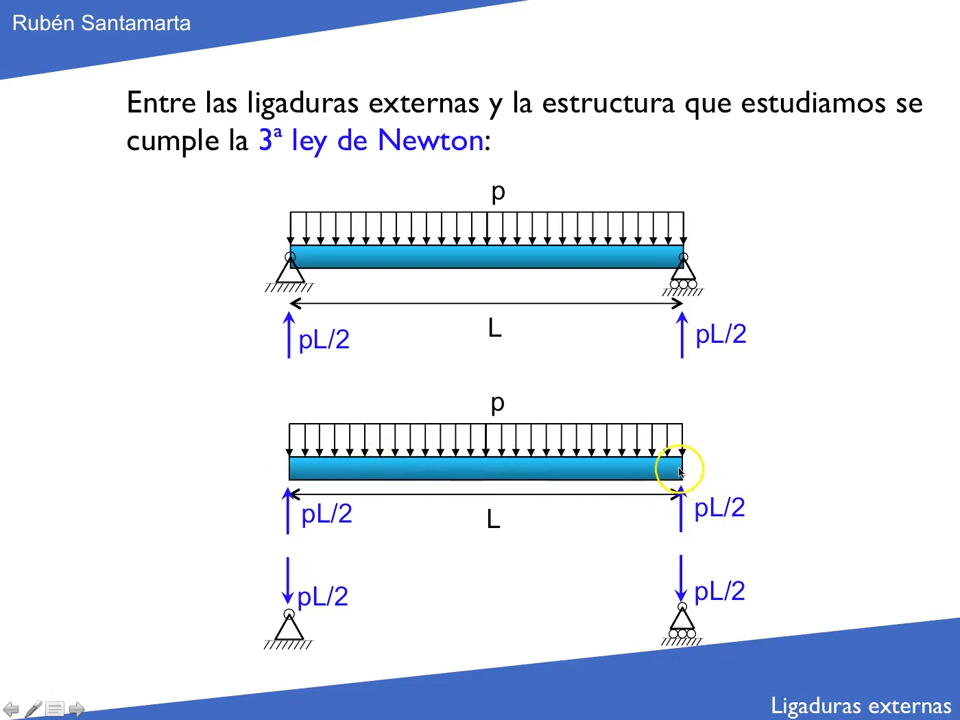 Rubén Santamarta
Entre las ligaduras externas y la estructura que estudiamos se
cumple la 3ª ley de Newton:
p
L
pL/2
pL/2
p
pL/2
L
pL/2
pL/2
pL/2
Ligaduras externas